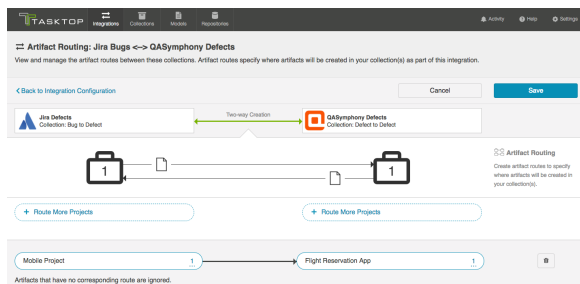 TASKTOP
Integrations
Collections
Models
Repositories
Activity
Help
Settings
Artifact Routing: Jira Bugs <--> QASymphony Defects
View and manage the artifact routes between these collections. Artifact routes specify where artifacts will be created in your collection(s) as part of this integration.
Back to Integration Configuration
Cancel
Save
Jira Defects
Collection: Bug to Defect
Two-way Creation
QASymphony Defects
Collection: Defect to Defect
1
1
Artifact Routing
Create artifact routes to specify
where artifacts will be created in
your collection(s).
+ Route More Projects
+ Route More Projects
Mobile Project 1
Flight Reservation App 1
Artifacts that have no corresponding route are ignored.